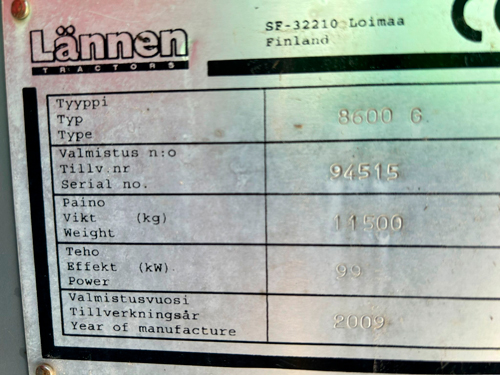 Lännen
TRACTORS
SF-32210 Loimaa
Finland
Tyyppi
Typ
Type
8600 G
Valmistus n:o
Tillv.nr
Serial no.
94515
Paino
Vikt (kg)
Weight
11500
Teho
Effekt (kW)
Power
99
Valmistusvuosi
Tillverkningsår
Year of manufacture
2009